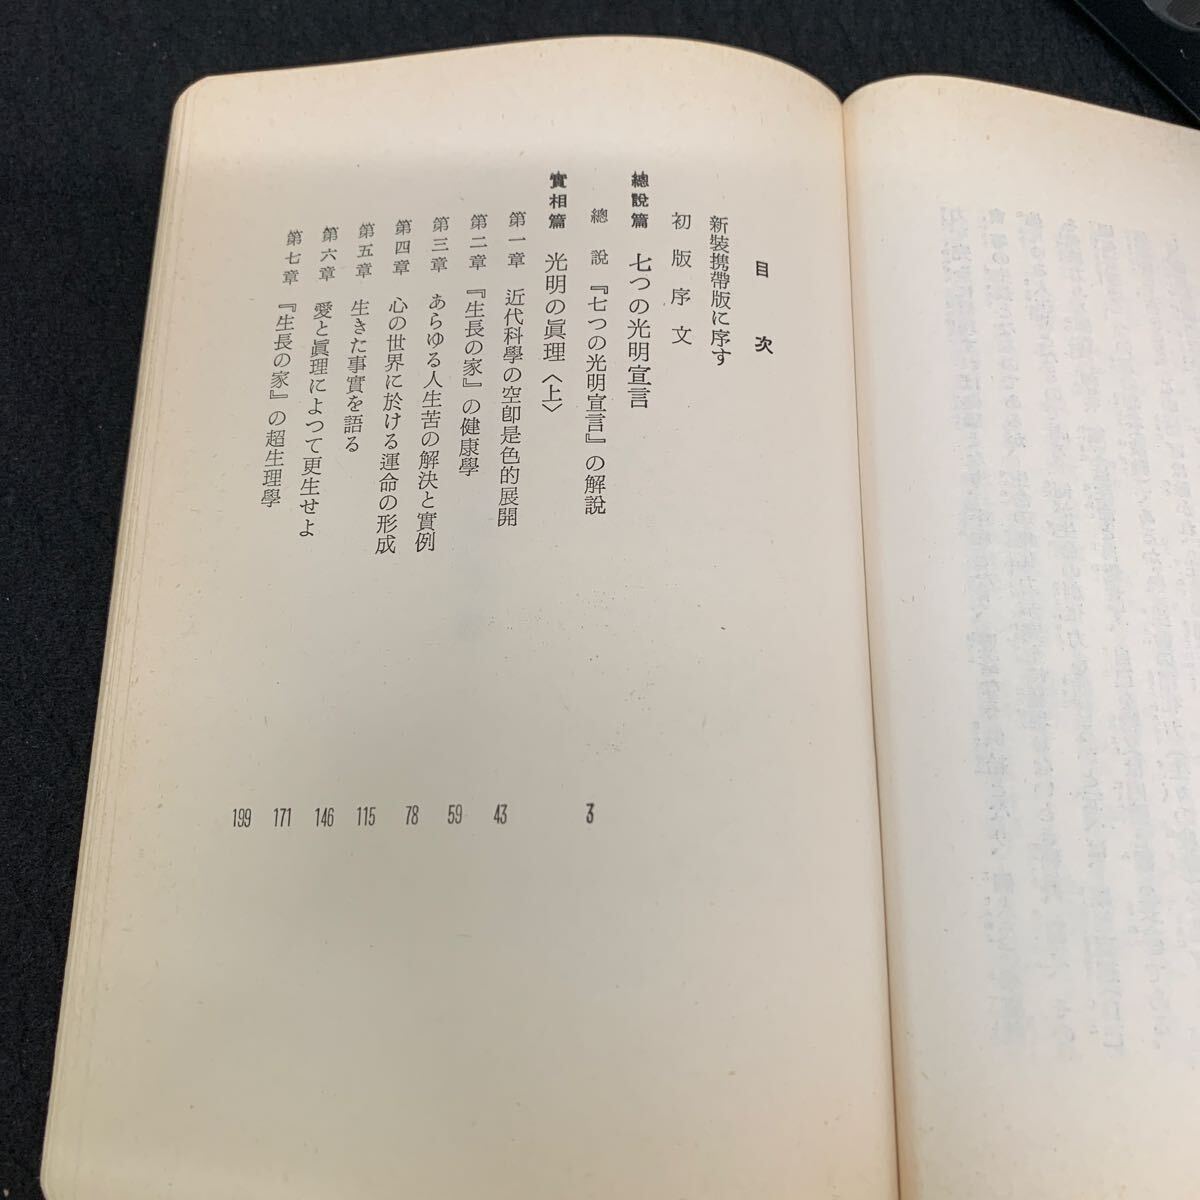 目次
新裝携帶版に序す
初版序文
總說篇 七つの光明宣言
總說 『七つの光明宣言』の解說 3
實相篇 光明の眞理〈上〉
第一章 近代科學の空卽是色的展開 43
第二章 『生長の家』の健康學 59
第三章 あらゆる人生苦の解決と實例 78
第四章 心の世界に於ける運命の形成 115
第五章 生きた事實を語る 146
第六章 愛と眞理によつて更生せよ 171
第七章 『生長の家』の超生理學 199